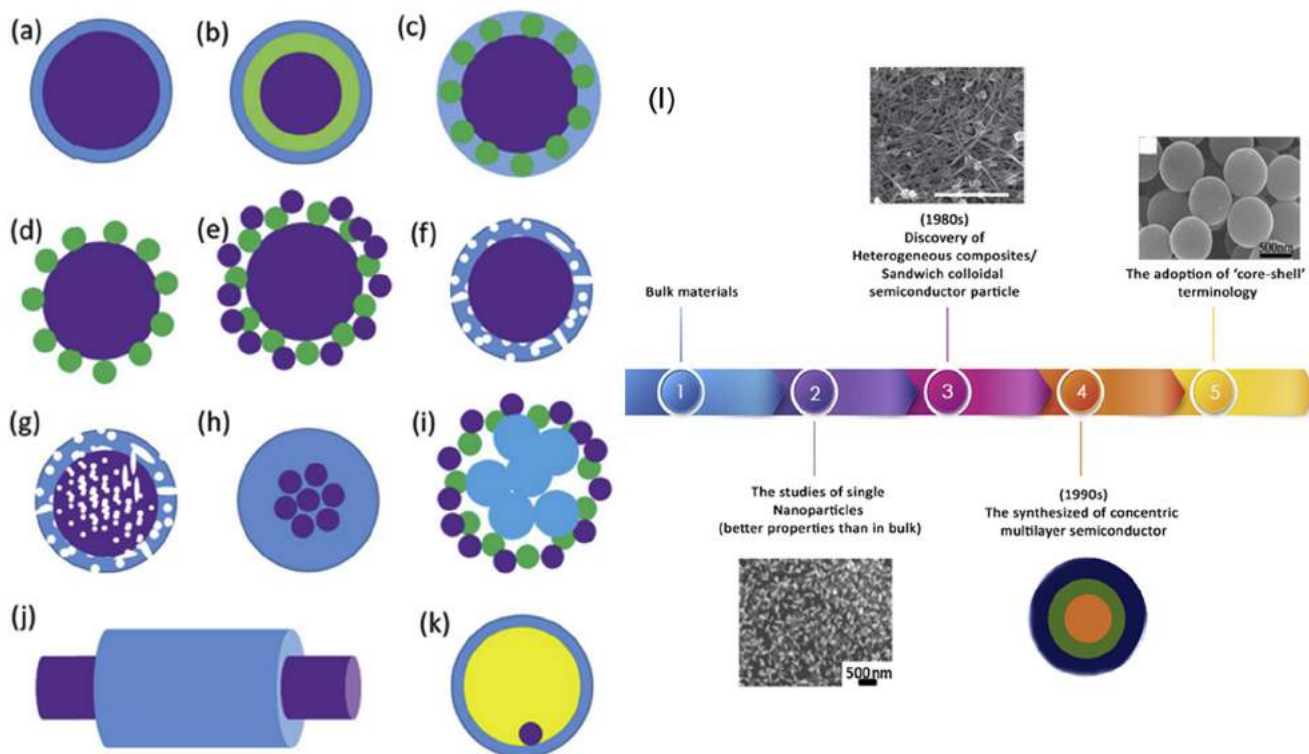 (a)
(b)
(c)
(d)
(e)
(f)
(g)
(h)
(i)
(j)
(k)
(l)
(1980s)
Discovery of
Heterogeneous composites/
Sandwich colloidal
semiconductor particle
500nm
The adoption of ‘core-shell’
terminology
Bulk materials
1
2
3
4
5
The studies of single
Nanoparticles
(better properties than in bulk)
500nm
(1990s)
The synthesized of concentric
multilayer semiconductor